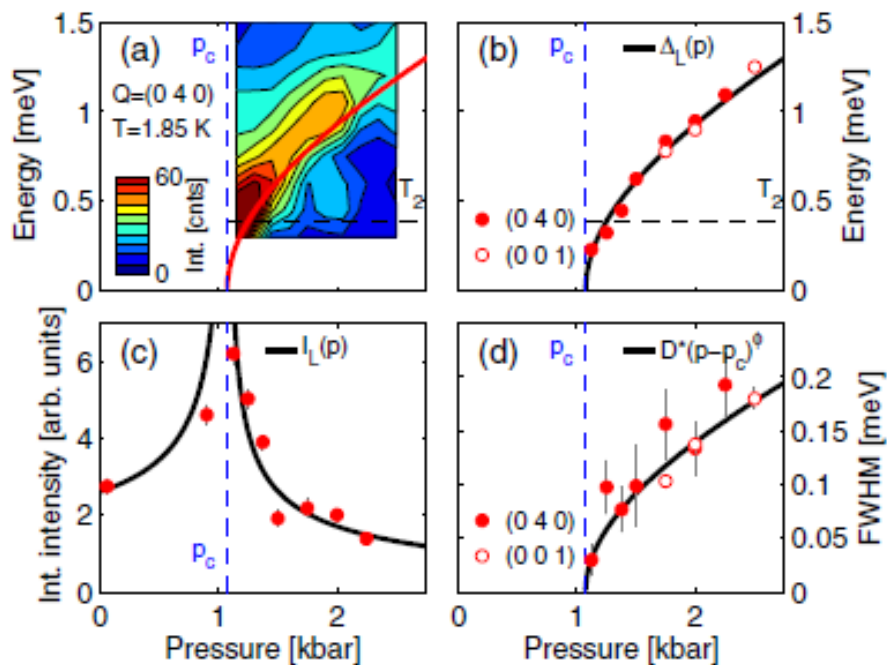 1.5
1
0.5
0
Energy [meV]
(a)
p_c
Q=(0 4 0)
T=1.85 K
60
0
Int. [cnts]
T_2
(b)
p_c
Δ_L(p)
T_2
(0 4 0)
(0 0 1)
1.5
1
0.5
0
Energy [meV]
6
4
2
0
Int. intensity [arb. units]
(c)
I_L(p)
p_c
0 1 2
Pressure [kbar]
(d)
p_c
D*(p−p_c)^ϕ
(0 4 0)
(0 0 1)
0.2
0.15
0.1
0.05
0
FWHM [meV]
0 1 2
Pressure [kbar]